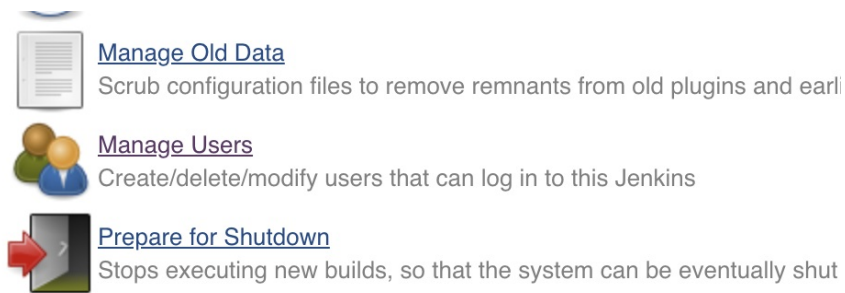 Manage Old Data
Scrub configuration files to remove remnants from old plugins and earli
Manage Users
Create/delete/modify users that can log in to this Jenkins
Prepare for Shutdown
Stops executing new builds, so that the system can be eventually shut